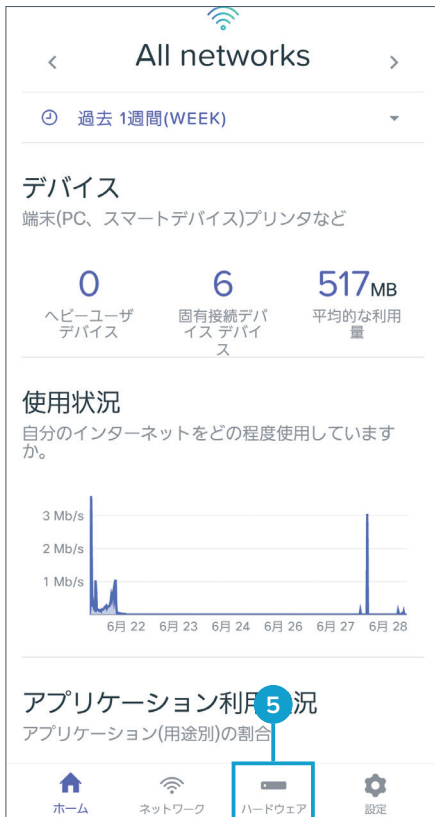 All networks
過去 1週間(WEEK)
デバイス
端末(PC、スマートデバイス)プリンタなど
0
ヘビーユーザ
デバイス
6
固有接続デバ
イス デバイ
ス
517MB
平均的な利用
量
使用状況
自分のインターネットをどの程度使用しています
か。
3 Mb/s
2 Mb/s
1 Mb/s
6月 22 6月 23 6月 24 6月 26 6月 27 6月 28
アプリケーション利用 況
5
アプリケーション(用途別)の割合
ホーム ネットワーク ハードウェア 設定